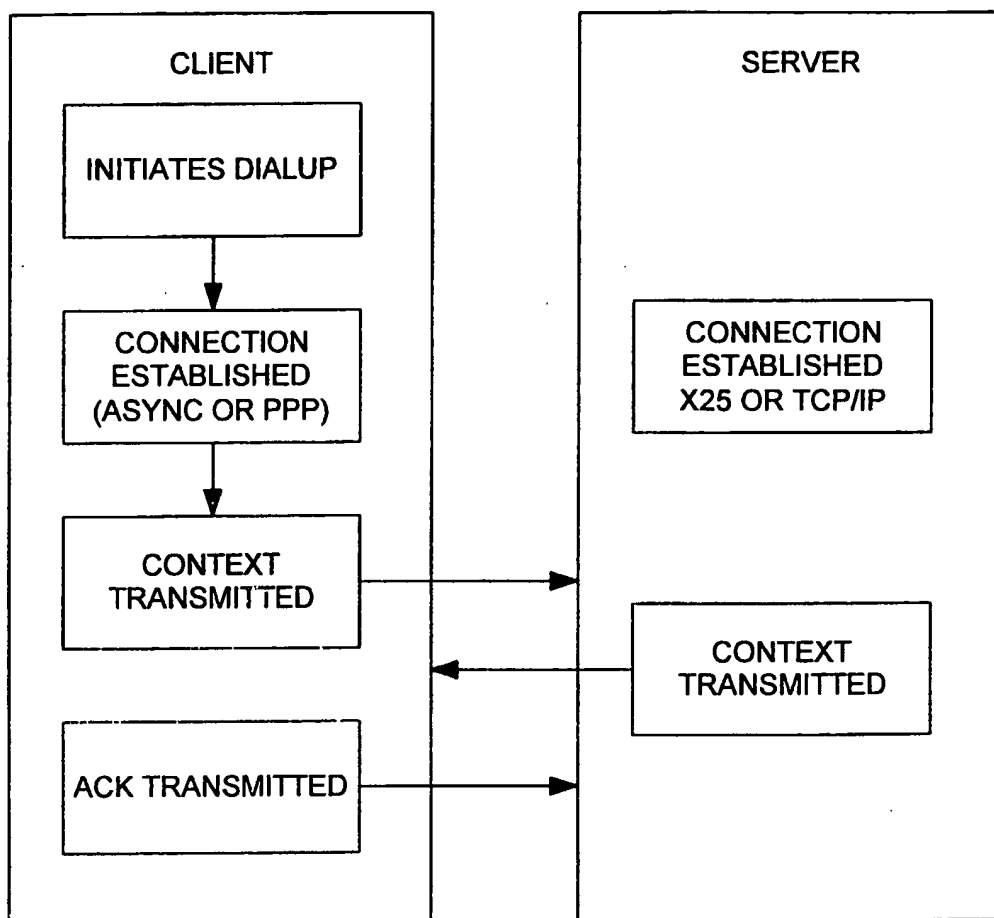 CLIENT
INITIATES DIALUP
CONNECTION
ESTABLISHED
(ASYNC OR PPP)
CONTEXT
TRANSMITTED
ACK TRANSMITTED
SERVER
CONNECTION
ESTABLISHED
X25 OR TCP/IP
CONTEXT
TRANSMITTED